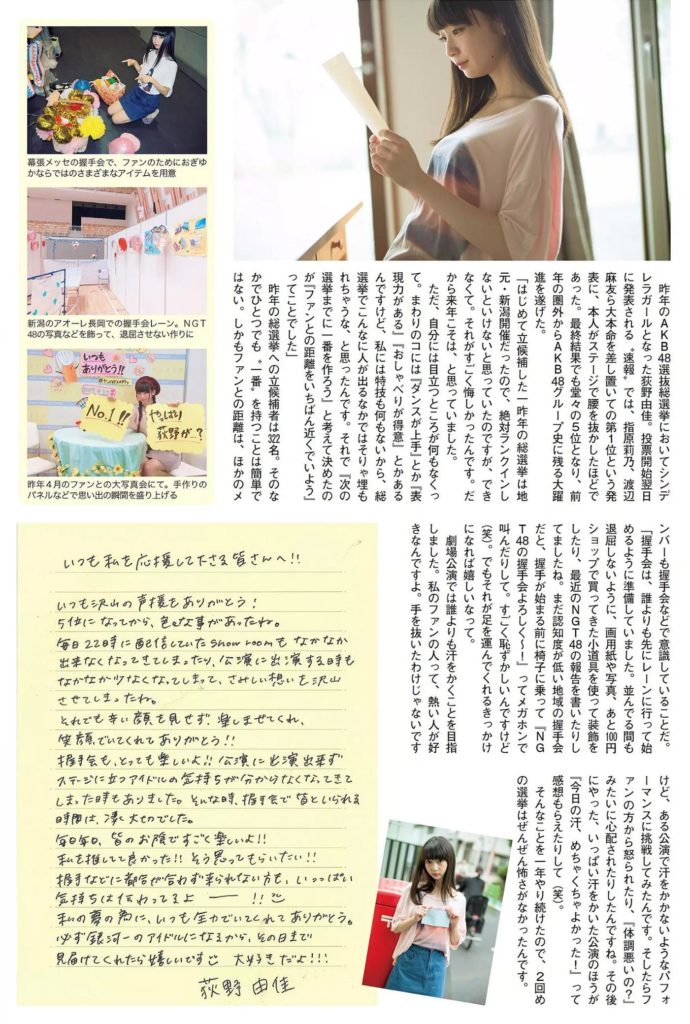 幕張メッセの握手会で、ファンのためにおぎゆ
かならではのさまざまなアイテムを用意
新潟のアオーレ長岡での握手会レーン。NGT
48の写真などを飾って、退屈させない作りに
いつも
ありがとう!!
No.1!!
やっぱり
荻野が…?
昨年4月のファンとの大写真会にて。手作りの
パネルなどで思い出の瞬間を盛り上げる
昨年のAKB48選抜総選挙においてシンデ
レラガールとなった荻野由佳。投票開始翌日
に発表される〝速報〟では、指原莉乃、渡辺
麻友ら大本命を差し置いての第1位という発
表に、本人がステージで腰を抜かしたほどで
あった。最終結果でも堂々の5位となり、前
年の圏外からAKB48グループ史に残る大躍
進を遂げた。
「はじめて立候補した一昨年の総選挙は地
元・新潟開催だったので、絶対ランクインし
ないといけないと思っていたのですが、でき
なくて。それがすごく悔しかったんです。だ
から来年こそは、と思っていました。
ただ、自分には目立つところが何もなくっ
て。まわりのコには『ダンスが上手』とか『表
現力がある』『おしゃべりが得意』とかある
んですけど、私には特技も何もないから、総
選挙でこんなに人が出るなかではそりゃ埋も
れちゃうな、と思ったんです。それで『次の
選挙までに一番を作ろう』と考えて決めたの
が『ファンとの距離をいちばん近くでいよう』
ってことでした」
昨年の総選挙への立候補者は322名。そのな
かでひとつでも〝一番〟を持つことは簡単で
はない。しかもファンとの距離は、ほかのメ
ンバーも握手会などで意識していることだ。
「握手会は、誰よりも先にレーンに行って始
めるように準備していました。並んでる間も
退屈しないように、画用紙や写真、あと100円
ショップで買ってきた小道具を使って装飾を
したり、最近のNGT48の報告を書いたりし
てましたね。まだ認知度が低い地域の握手会
だと、握手が始まる前に椅子に乗って『NG
T48の握手会よろしく〜!』ってメガホンで
叫んだりして。すごく恥ずかしいんですけど
(笑)。でもそれが足を運んでくれるきっかけ
になれば嬉しいなって。
劇場公演では誰よりも汗をかくことを目指
しました。私のファンの人って、熱い人が好
きなんですよ。手を抜いたわけじゃないです
けど、ある公演で汗をかかないようなパフォ
ーマンスに挑戦してみたんです。そしたらフ
ァンの方から怒られたり、『体調悪いの?』
みたいに心配されたりしたんですね。その後
にやった、いっぱい汗をかいた公演のほうが
『今日の汗、めちゃくちゃよかった!』って
感想もらえたりして(笑)。
そんなことを一年やり続けたので、2回め
の選挙はぜんぜん怖さがなかったんです。
いつも私を応援して下さる皆さんへ!!
いつも沢山の声援をありがとう!
5位になってから、色んな事があったね。
毎日22時に配信していたshowroomもなかなか
出来なくなってきてしまったり、公演に出演する日も
なかなか少なくなってしまって、さみしい想いを沢山
させてしまったね。
それでも辛い顔を見せず、楽しませてくれ、
笑顔でいてくれてありがとう!!
握手会も、とっても楽しいよ!!公演に出演出来ず
ステージに立つアイドルの気持ちが分からなくなってきて
しまった時もありました。そんな時、握手会で皆といられる
時間は、凄く大切でした。
毎日毎日、皆のお陰ですごく楽しいよ!!
私を推してて良かった!!そう思ってもらいたい!!
握手などに都合が合わず来られない方も、いっっぱい
気持ちは伝わってるよー!!
私の夢の為に、いつも全力でいてくれてありがとう。
必ず銀河一のアイドルになるから、その日まで
見届けてくれたら嬉しいです 大好きだよ!!!
荻野由佳